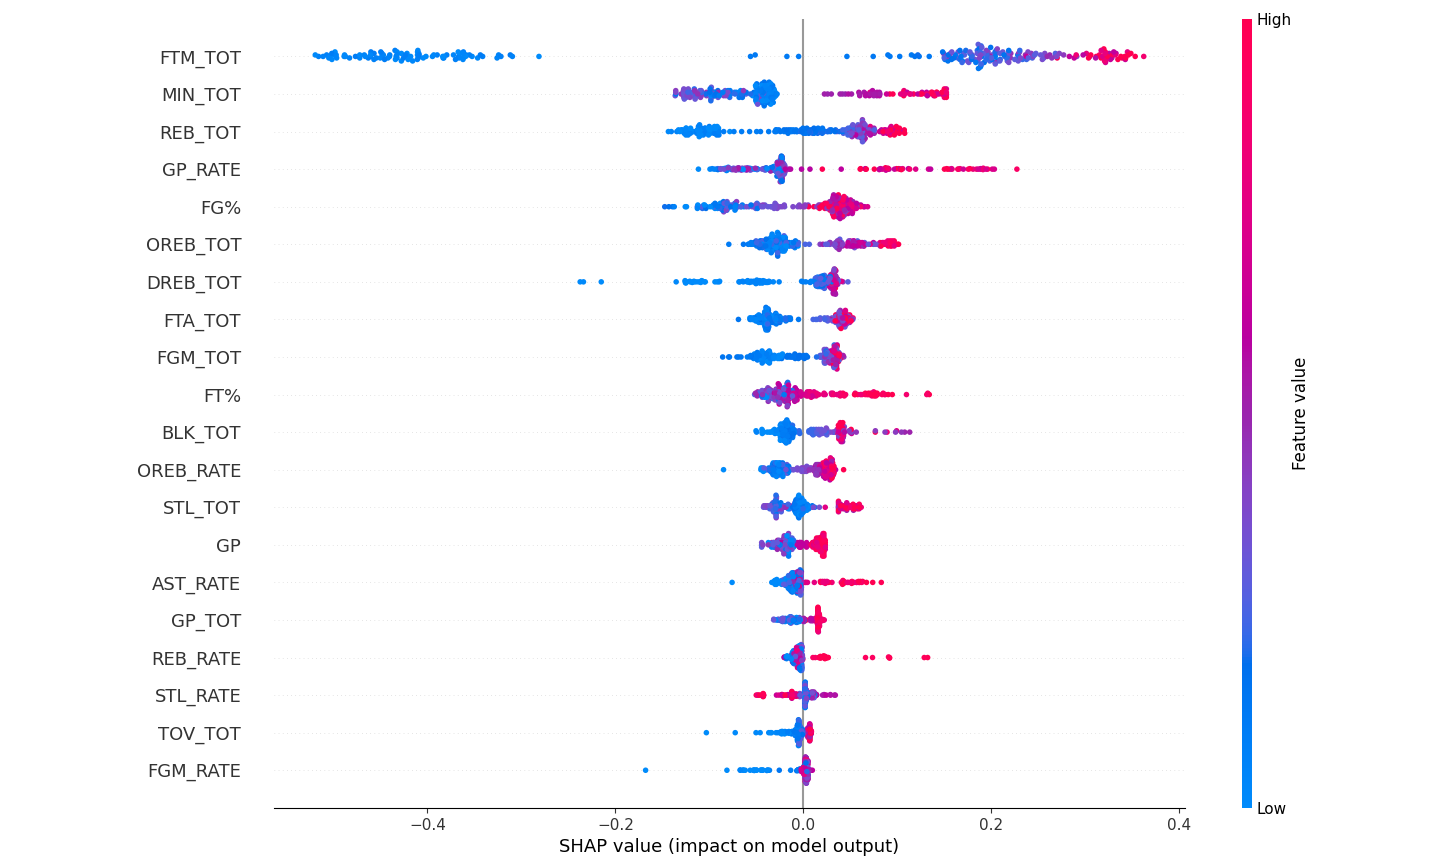 High
FTM_TOT
MIN_TOT
REB_TOT
GP_RATE
FG%
OREB_TOT
DREB_TOT
FTA_TOT
FGM_TOT
FT%
BLK_TOT
OREB_RATE
STL_TOT
GP
AST_RATE
GP_TOT
REB_RATE
STL_RATE
TOV_TOT
FGM_RATE
Feature value
Low
−0.4 −0.2 0.0 0.2 0.4
SHAP value (impact on model output)